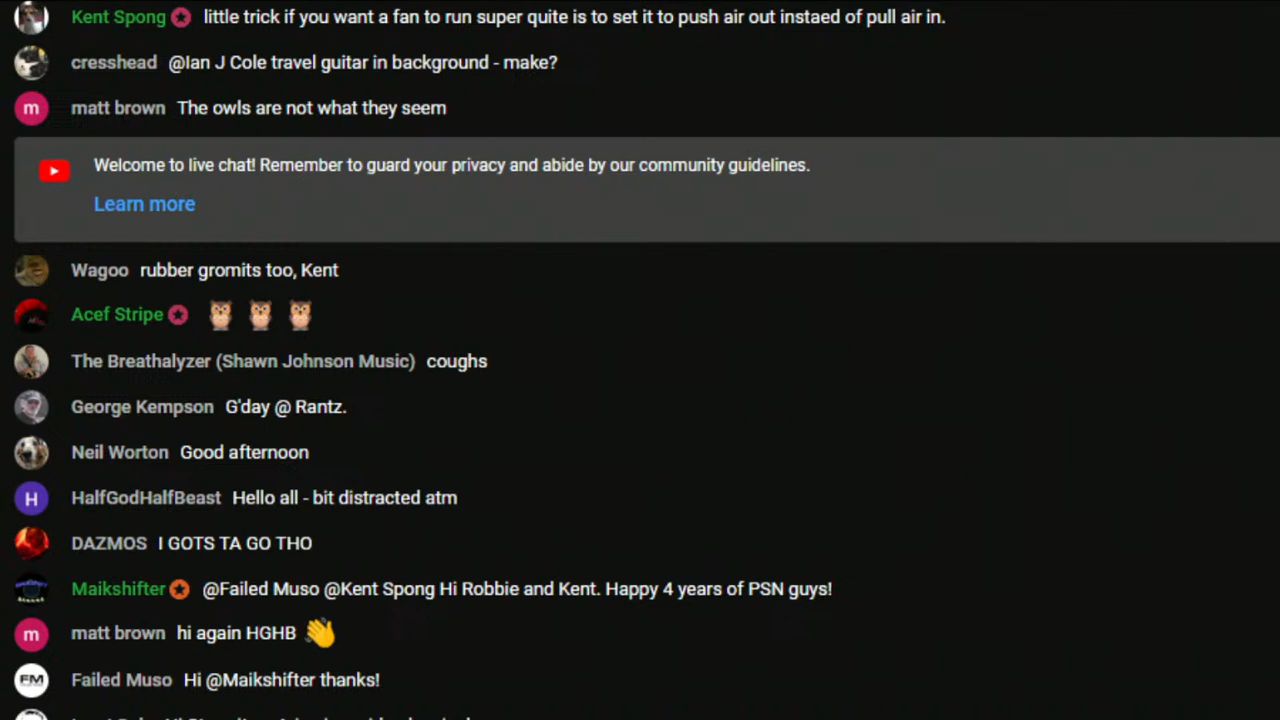 Kent Spong little trick if you want a fan to run super quite is to set it to push air out instaed of pull air in.
cresshead @Ian J Cole travel guitar in background - make?
m matt brown The owls are not what they seem
Welcome to live chat! Remember to guard your privacy and abide by our community guidelines.
Learn more
Wagoo rubber gromits too, Kent
Acef Stripe 🦉 🦉 🦉
The Breathalyzer (Shawn Johnson Music) coughs
George Kempson G'day @ Rantz.
Neil Worton Good afternoon
H HalfGodHalfBeast Hello all - bit distracted atm
DAZMOS I GOTS TA GO THO
Maikshifter @Failed Muso @Kent Spong Hi Robbie and Kent. Happy 4 years of PSN guys!
m matt brown hi again HGHB 👋
FM Failed Muso Hi @Maikshifter thanks!